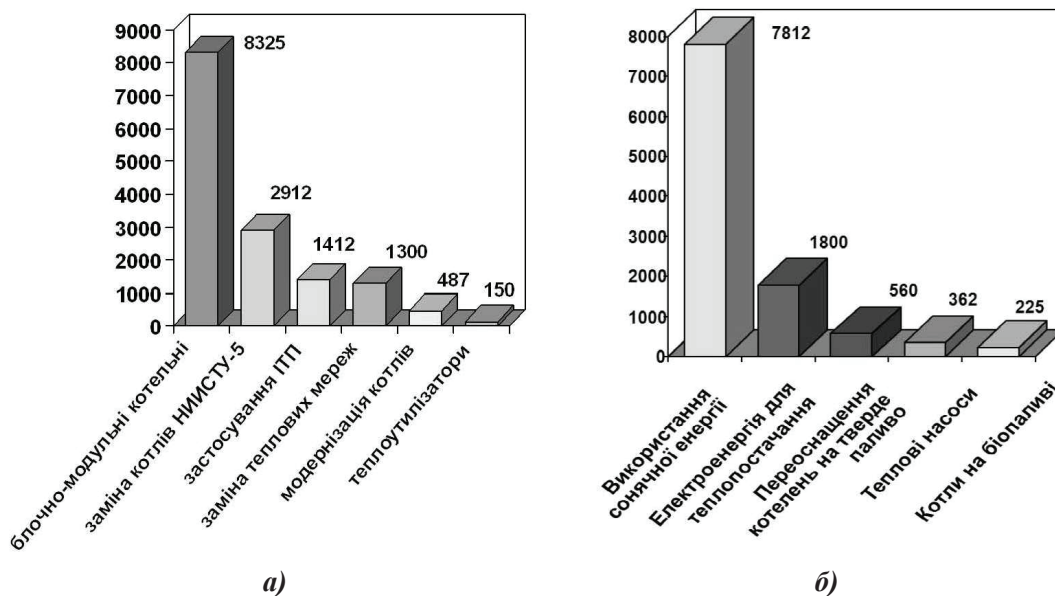 9000
8000
7000
6000
5000
4000
3000
2000
1000
0
8325
2912
1412
1300
487
150
блочно-модульні котельні
заміна котлів НИИСТУ-5
застосування ІТП
заміна теплових мереж
модернізація котлів
теплоутилізатори
а)
8000
7000
6000
5000
4000
3000
2000
1000
0
7812
1800
560
362
225
Використання
сонячної енергії
Електроенергія для
теплопостачання
Переоснащення
котелень на тверде
паливо
Теплові насоси
Котли на біопаливі
б)